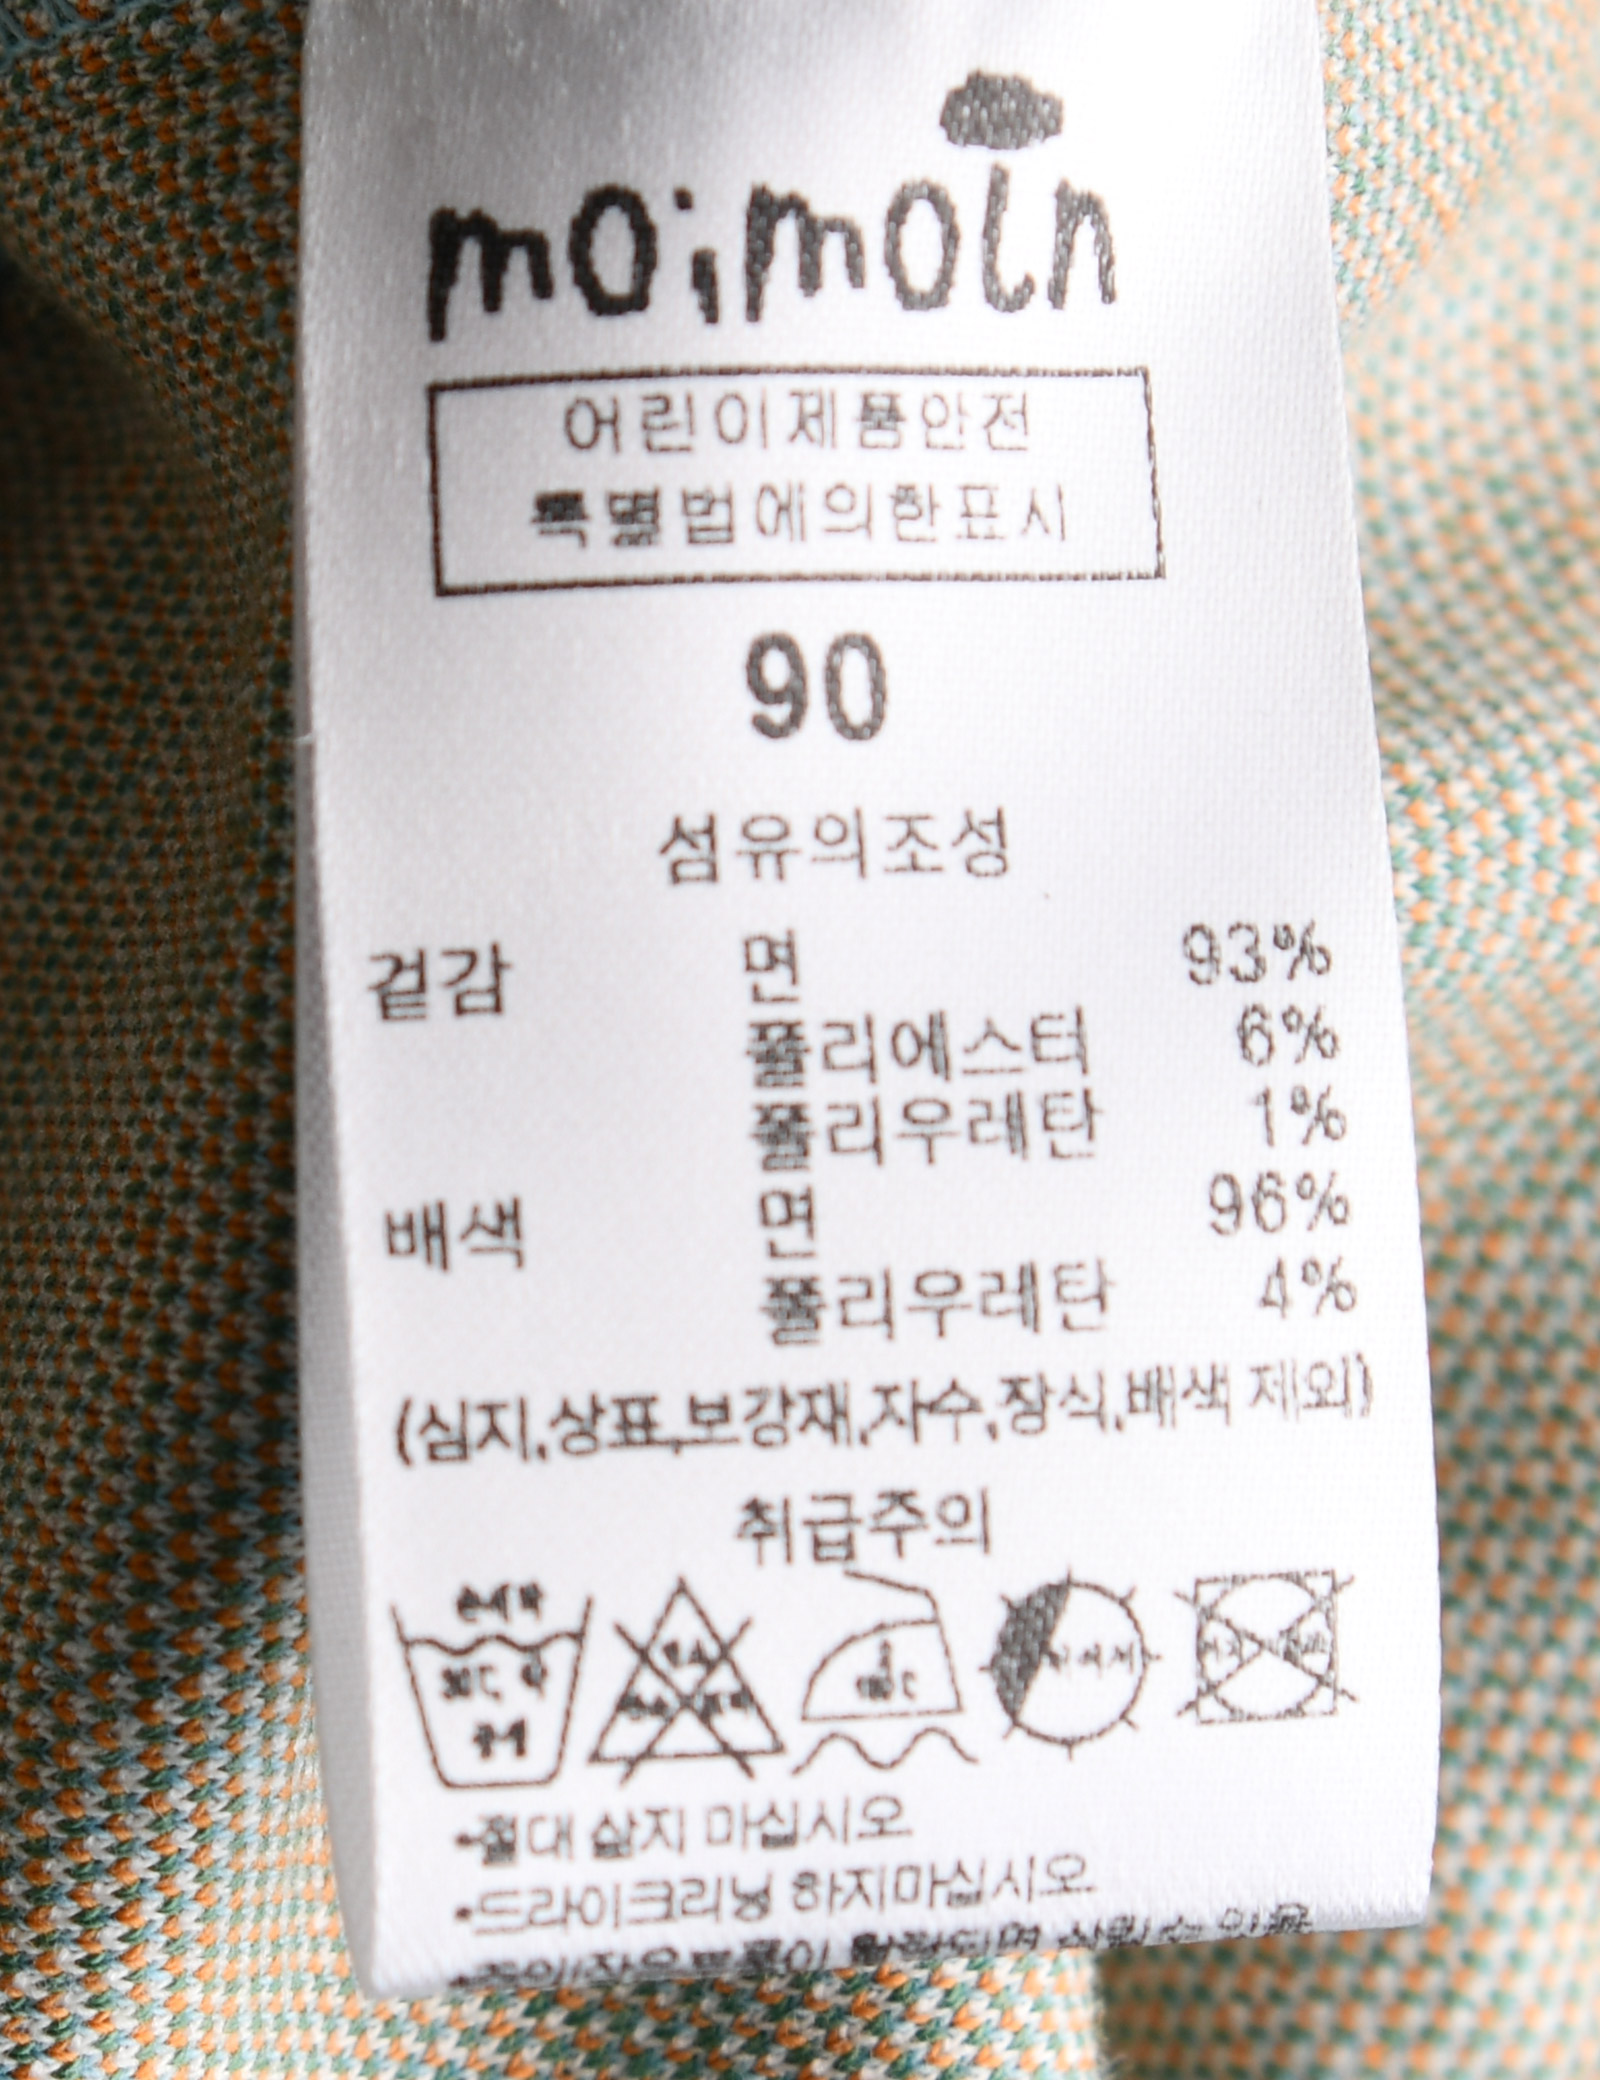 moimoln
어린이제품안전
특별법에의한표시
90
섬유의조성
겉감 면 93%
폴리에스터 6%
폴리우레탄 1%
배색 면 96%
폴리우레탄 4%
(심지,상표,보강재,자수,장식,배색 제외)
취급주의
•절대 삶지 마십시오
•드라이크리닝 하지마십시오